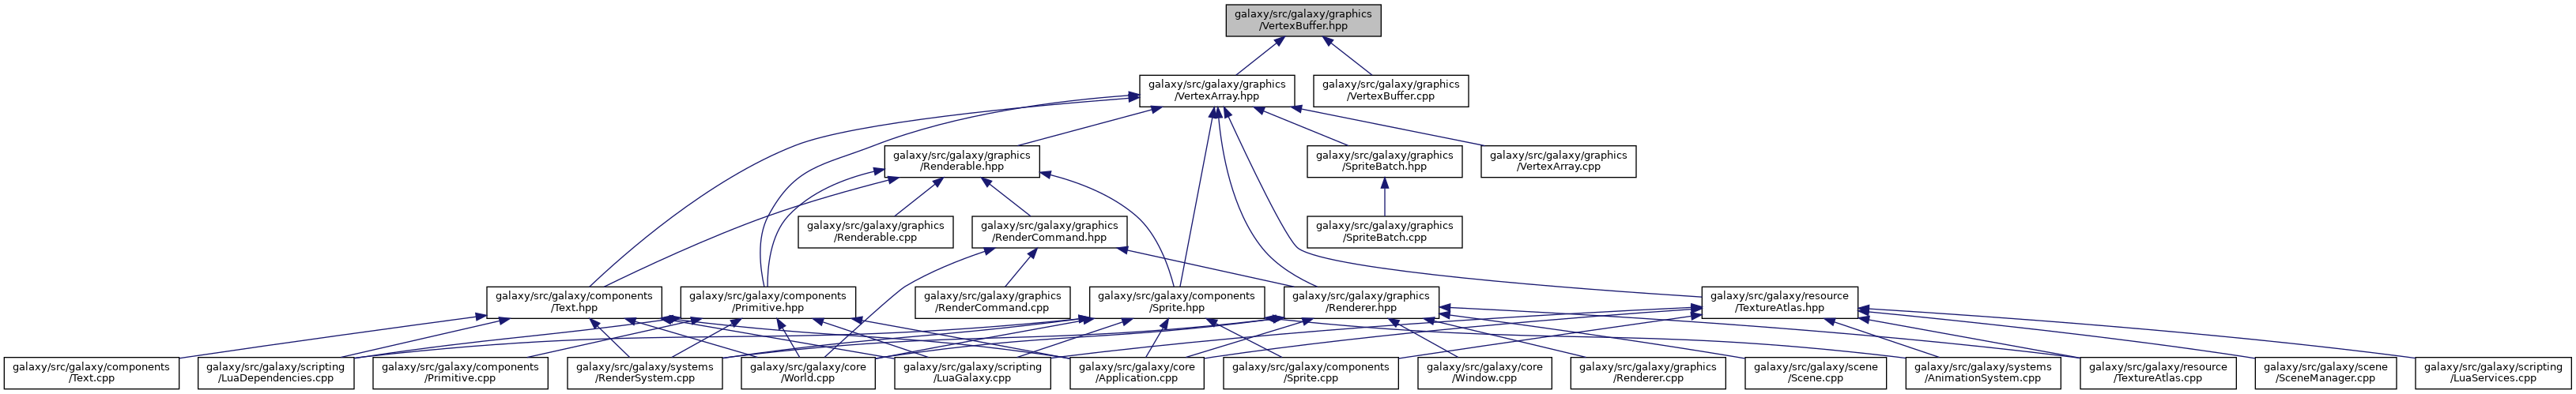 galaxy/src/galaxy/graphics
/VertexBuffer.hpp
galaxy/src/galaxy/graphics
/VertexArray.hpp
galaxy/src/galaxy/graphics
/VertexBuffer.cpp
galaxy/src/galaxy/graphics
/Renderable.hpp
galaxy/src/galaxy/graphics
/SpriteBatch.hpp
galaxy/src/galaxy/graphics
/VertexArray.cpp
galaxy/src/galaxy/graphics
/Renderable.cpp
galaxy/src/galaxy/graphics
/RenderCommand.hpp
galaxy/src/galaxy/graphics
/SpriteBatch.cpp
galaxy/src/galaxy/components
/Text.hpp
galaxy/src/galaxy/components
/Primitive.hpp
galaxy/src/galaxy/graphics
/RenderCommand.cpp
galaxy/src/galaxy/components
/Sprite.hpp
galaxy/src/galaxy/graphics
/Renderer.hpp
galaxy/src/galaxy/resource
/TextureAtlas.hpp
galaxy/src/galaxy/components
/Text.cpp
galaxy/src/galaxy/scripting
/LuaDependencies.cpp
galaxy/src/galaxy/components
/Primitive.cpp
galaxy/src/galaxy/systems
/RenderSystem.cpp
galaxy/src/galaxy/core
/World.cpp
galaxy/src/galaxy/scripting
/LuaGalaxy.cpp
galaxy/src/galaxy/core
/Application.cpp
galaxy/src/galaxy/components
/Sprite.cpp
galaxy/src/galaxy/core
/Window.cpp
galaxy/src/galaxy/graphics
/Renderer.cpp
galaxy/src/galaxy/scene
/Scene.cpp
galaxy/src/galaxy/systems
/AnimationSystem.cpp
galaxy/src/galaxy/resource
/TextureAtlas.cpp
galaxy/src/galaxy/scene
/SceneManager.cpp
galaxy/src/galaxy/scripting
/LuaServices.cpp